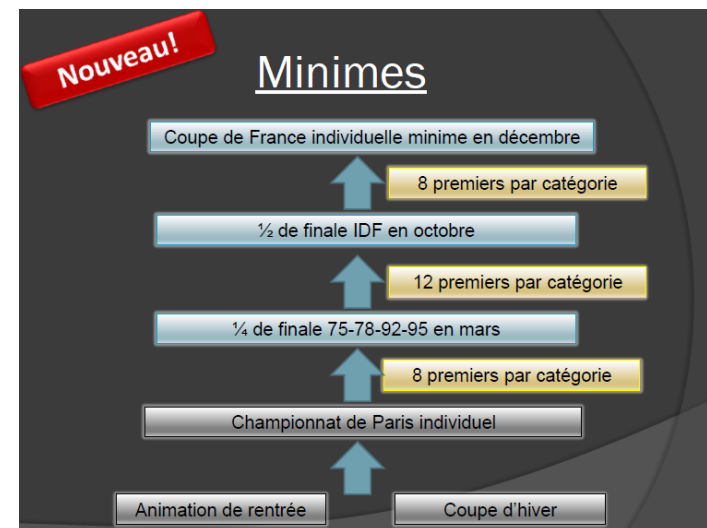 Nouveau!
Minimes
Coupe de France individuelle minime en décembre
8 premiers par catégorie
½ de finale IDF en octobre
12 premiers par catégorie
¼ de finale 75-78-92-95 en mars
8 premiers par catégorie
Championnat de Paris individuel
Animation de rentrée
Coupe d'hiver